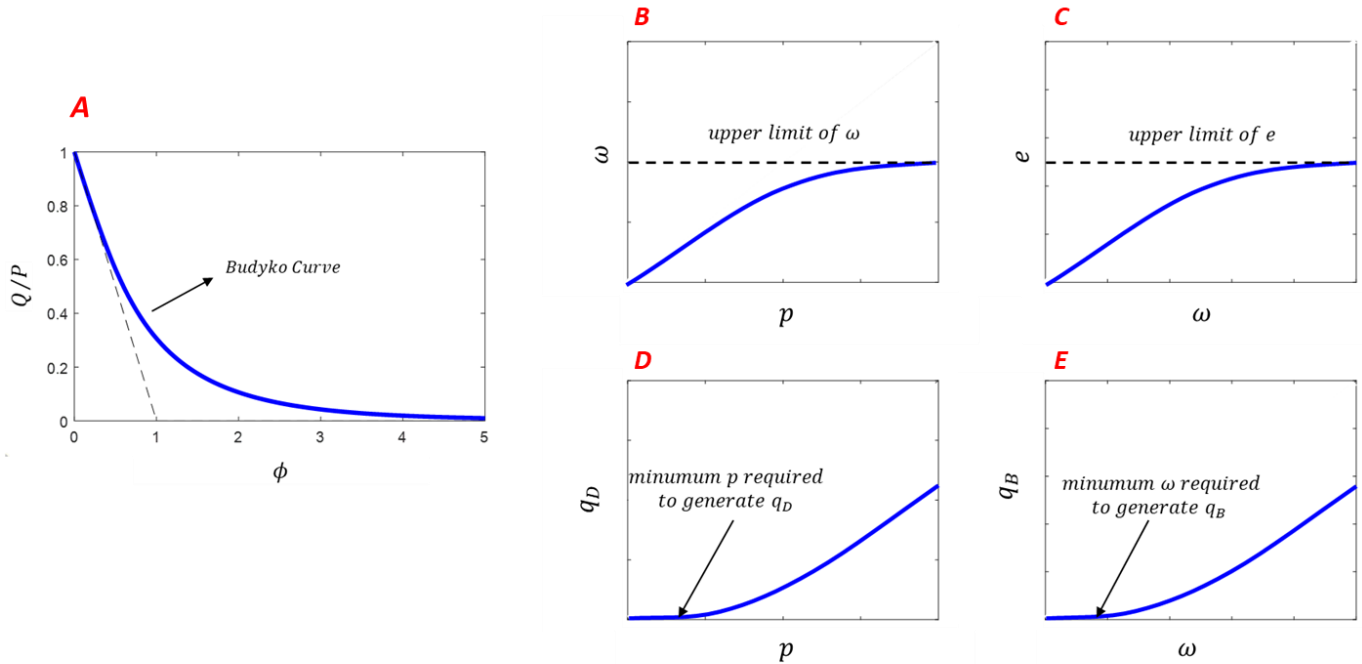 A
Q/P
1
0.8
0.6
0.4
0.2
0
Budyko Curve
0 1 2 3 4 5
ϕ
B
ω
upper limit of ω
p
C
e
upper limit of e
ω
D
q_D
minumum p required
to generate q_D
p
E
q_B
minumum ω required
to generate q_B
ω